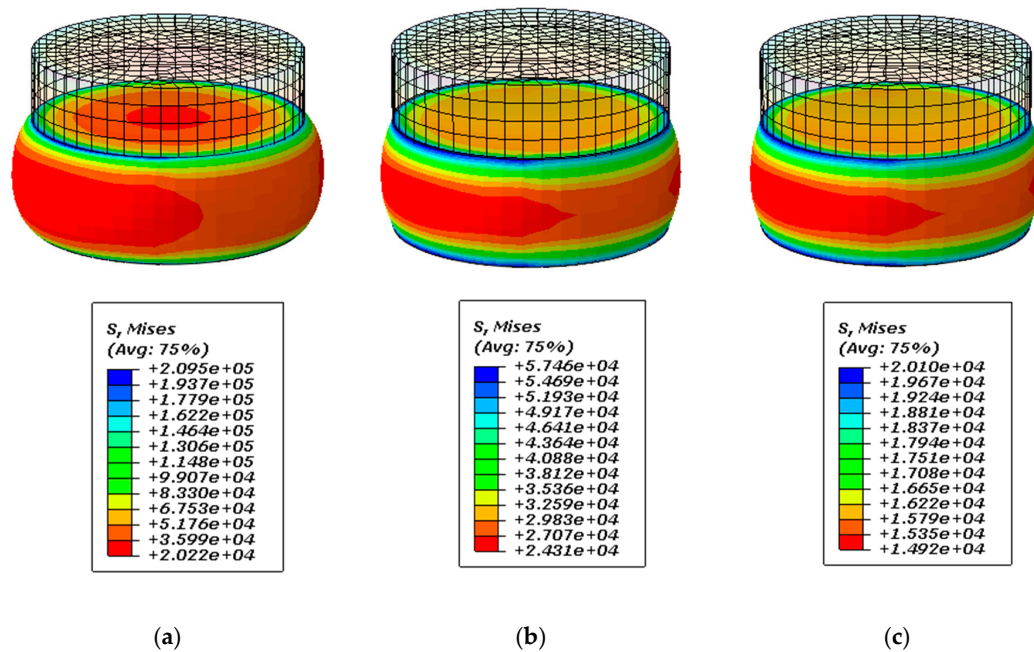 S, Mises
(Avg: 75%)
+2.095e+05
+1.937e+05
+1.779e+05
+1.622e+05
+1.464e+05
+1.306e+05
+1.148e+05
+9.907e+04
+8.330e+04
+6.753e+04
+5.176e+04
+3.599e+04
+2.022e+04
S, Mises
(Avg: 75%)
+5.746e+04
+5.469e+04
+5.193e+04
+4.917e+04
+4.641e+04
+4.364e+04
+4.088e+04
+3.812e+04
+3.536e+04
+3.259e+04
+2.983e+04
+2.707e+04
+2.431e+04
S, Mises
(Avg: 75%)
+2.010e+04
+1.967e+04
+1.924e+04
+1.881e+04
+1.837e+04
+1.794e+04
+1.751e+04
+1.708e+04
+1.665e+04
+1.622e+04
+1.579e+04
+1.535e+04
+1.492e+04
(a)
(b)
(c)